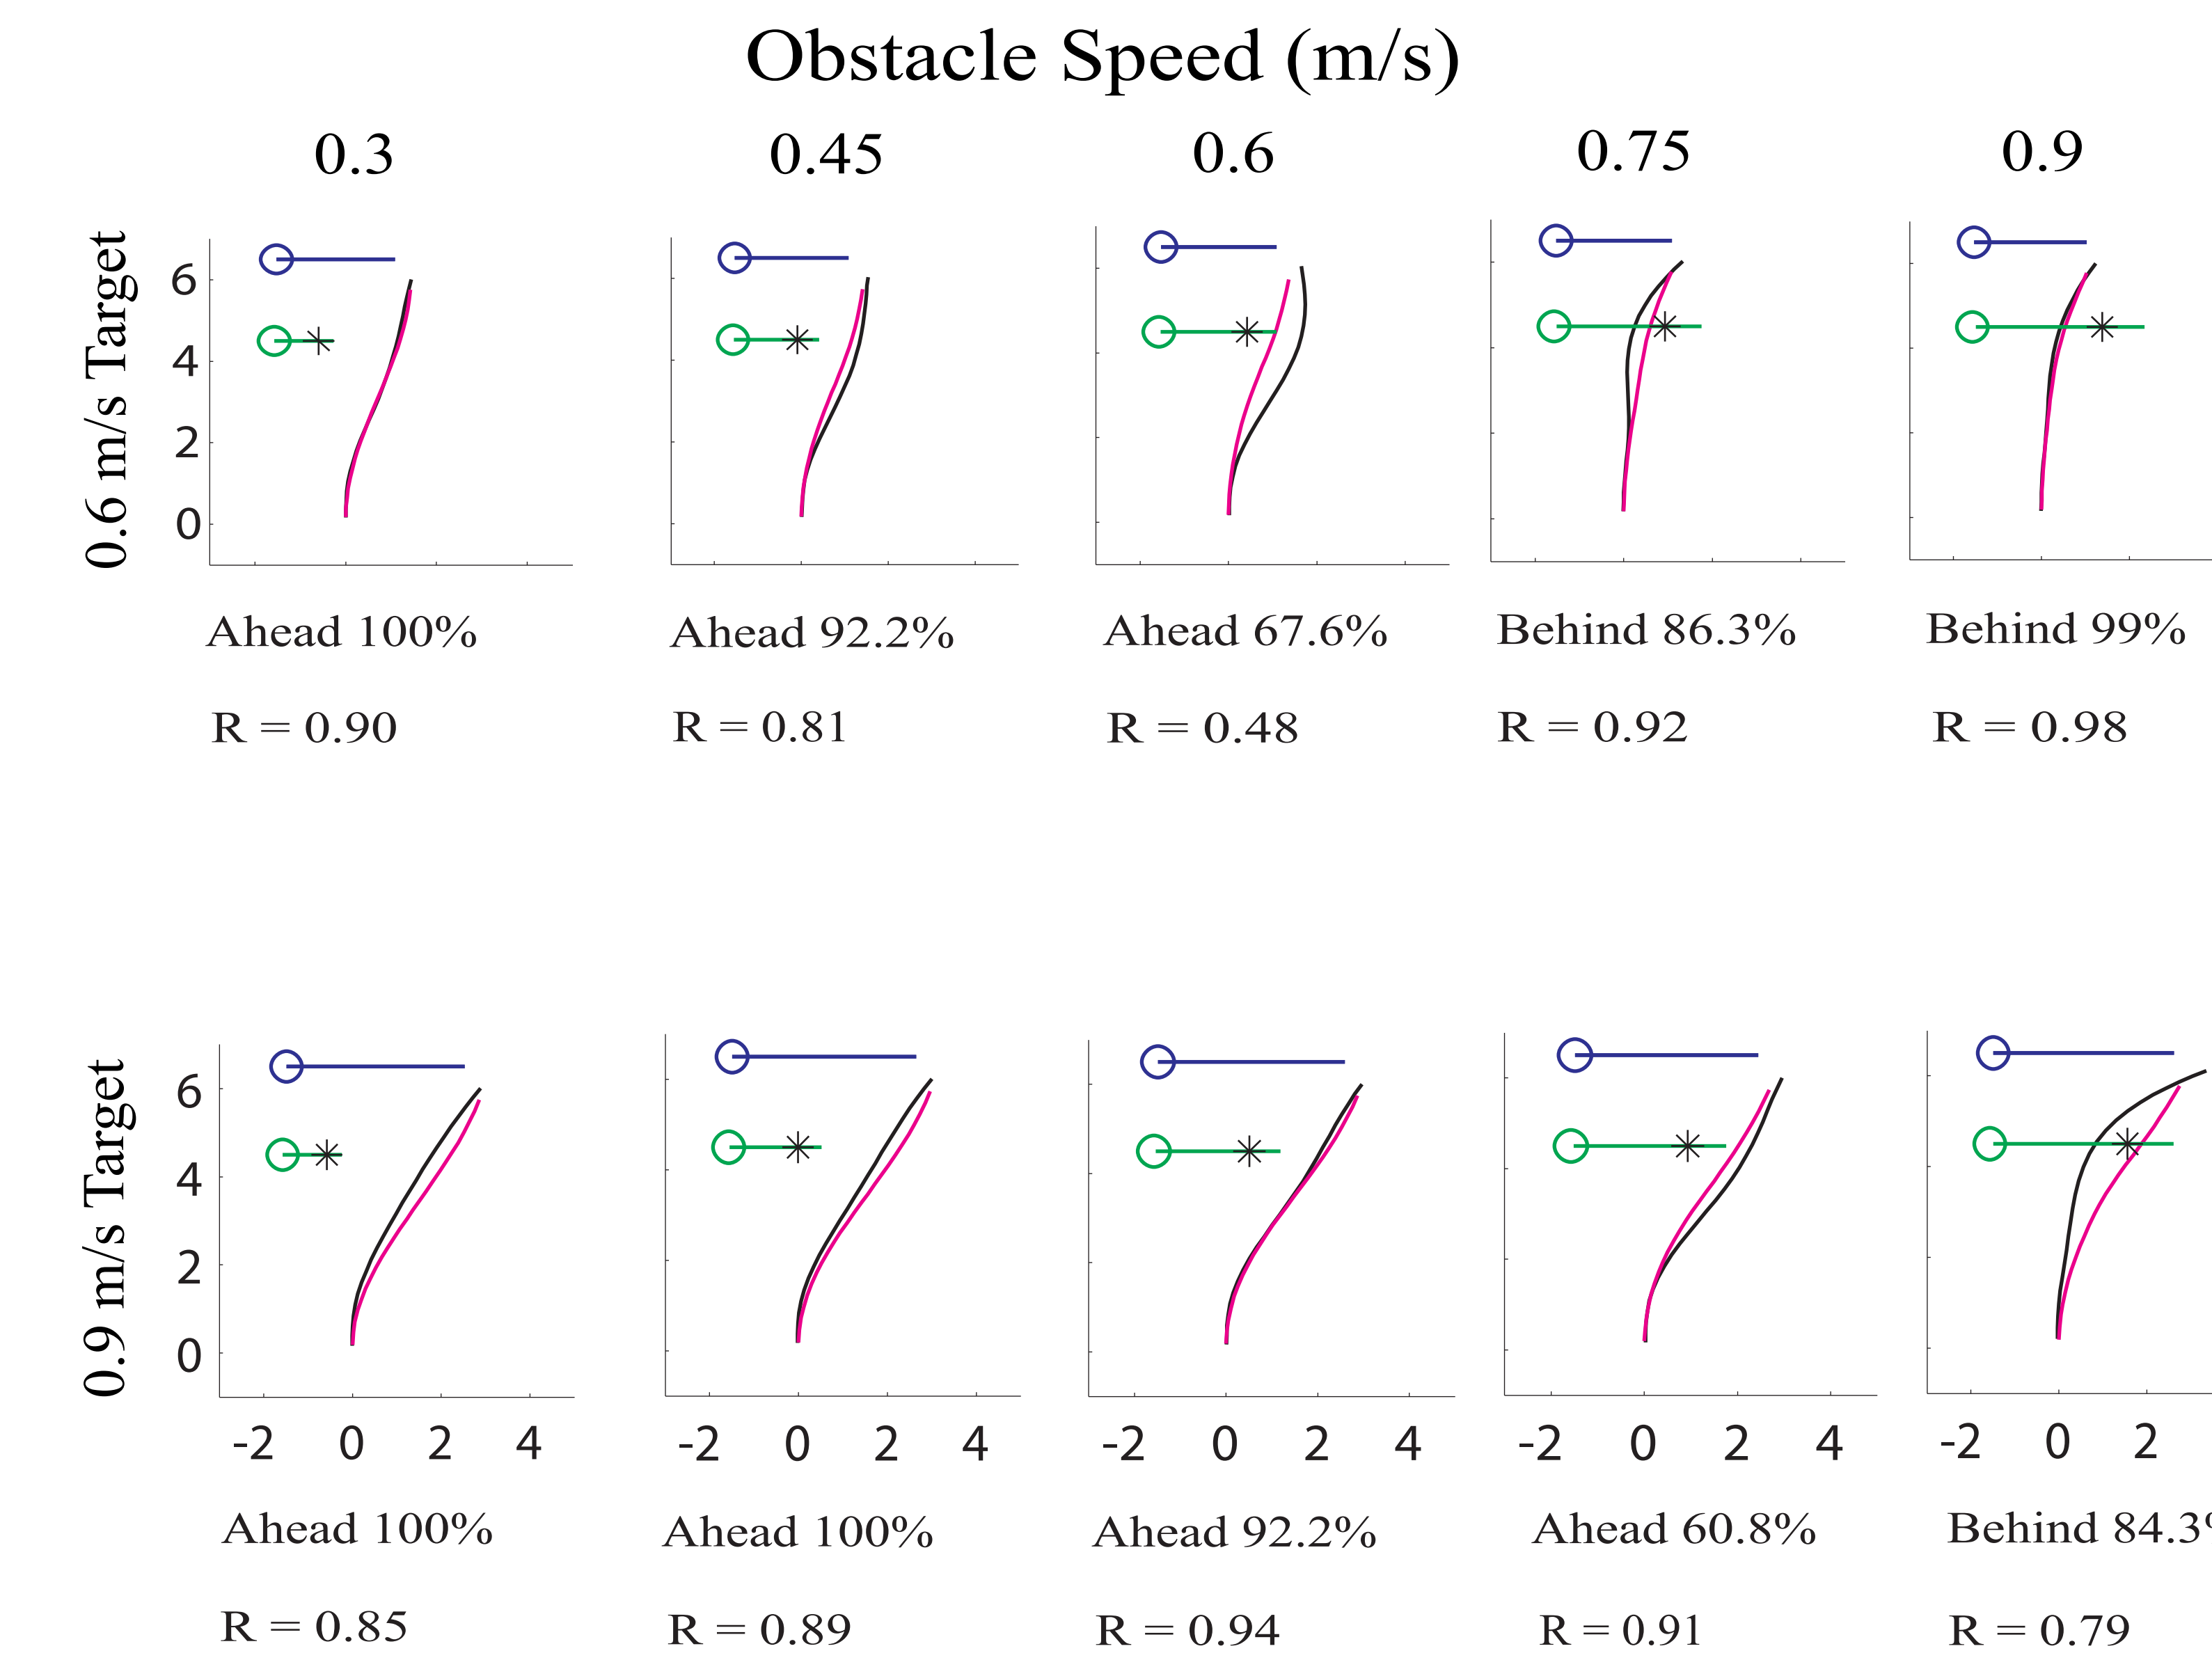 Obstacle Speed (m/s)
0.3 0.45 0.6 0.75 0.9
0.6 m/s Target
6
4
2
0
Ahead 100% Ahead 92.2% Ahead 67.6% Behind 86.3% Behind 99%
R = 0.90 R = 0.81 R = 0.48 R = 0.92 R = 0.98
0.9 m/s Target
6
4
2
0
-2 0 2 4 -2 0 2 4 -2 0 2 4 -2 0 2 4 -2 0 2
Ahead 100% Ahead 100% Ahead 92.2% Ahead 60.8% Behind 84.3%
R = 0.85 R = 0.89 R = 0.94 R = 0.91 R = 0.79